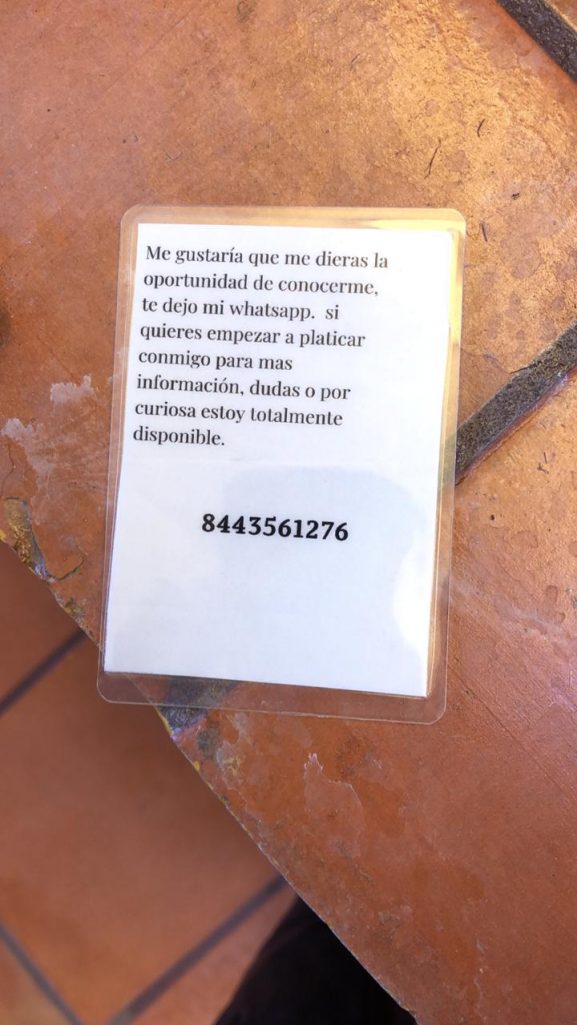 Me gustaría que me dieras la
oportunidad de conocerme,
te dejo mi whatsapp.  si
quieres empezar a platicar
conmigo para mas
información, dudas o por
curiosa estoy totalmente
disponible.
8443561276